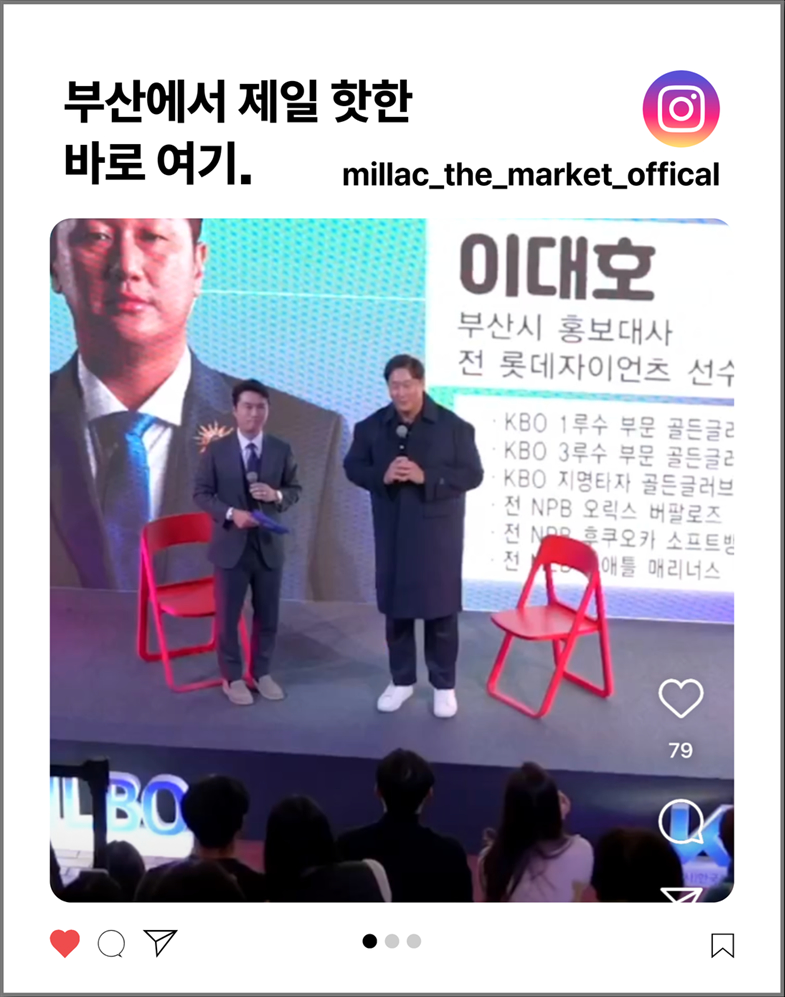 부산에서 제일 핫한
바로 여기.
millac_the_market_offical
이대호
부산시 홍보대사
전 롯데자이언츠 선수
· KBO 1루수 부문 골든글러
· KBO 3루수 부문 골든글러
· KBO 지명타자 골든글러브
· 전 NPB 오릭스 버팔로즈
· 전 NPB 후쿠오카 소프트뱅
· 전 애틀 매리너스
79
ILBO